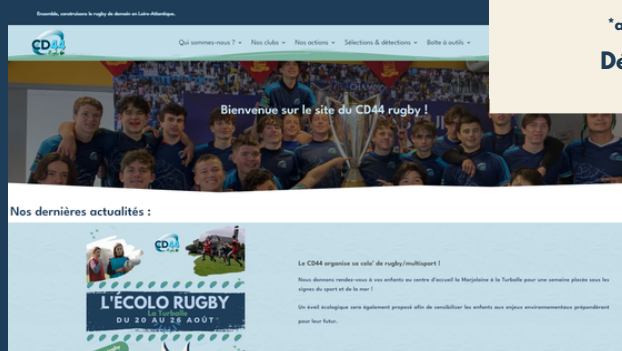 Ensemble, construisons le rugby de demain en Loire-Atlantique.
CD44
Rugby
Qui sommes-nous ? Nos clubs Nos actions Sélections & détections Boîte à outils
*a
Dé
Bienvenue sur le site du CD44 rugby !
Nos dernières actualités :
CD44
L'ÉCOLO RUGBY
La Turballe
DU 20 AU 26 AOÛT
Le CD44 organise sa colo' de rugby/multisport !
Nous donnons rendez-vous à vos enfants au centre d'accueil la Marjolaine à la Turballe pour une semaine placée sous les
signes du sport et de la mer !
Un éveil écologique sera également proposé afin de sensibiliser les enfants aux enjeux environnementaux prépondérant
pour leur futur.